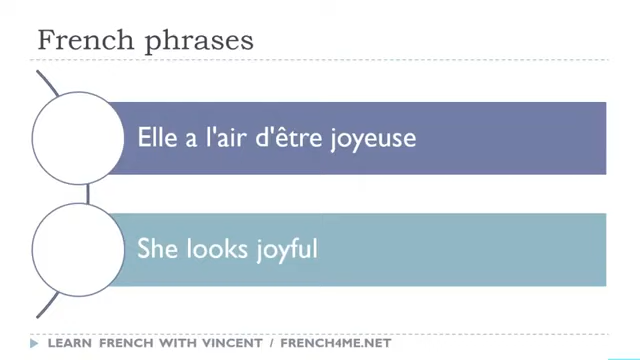 French phrases
Elle a l'air d'être joyeuse
She looks joyful
LEARN FRENCH WITH VINCENT / FRENCH4ME.NET